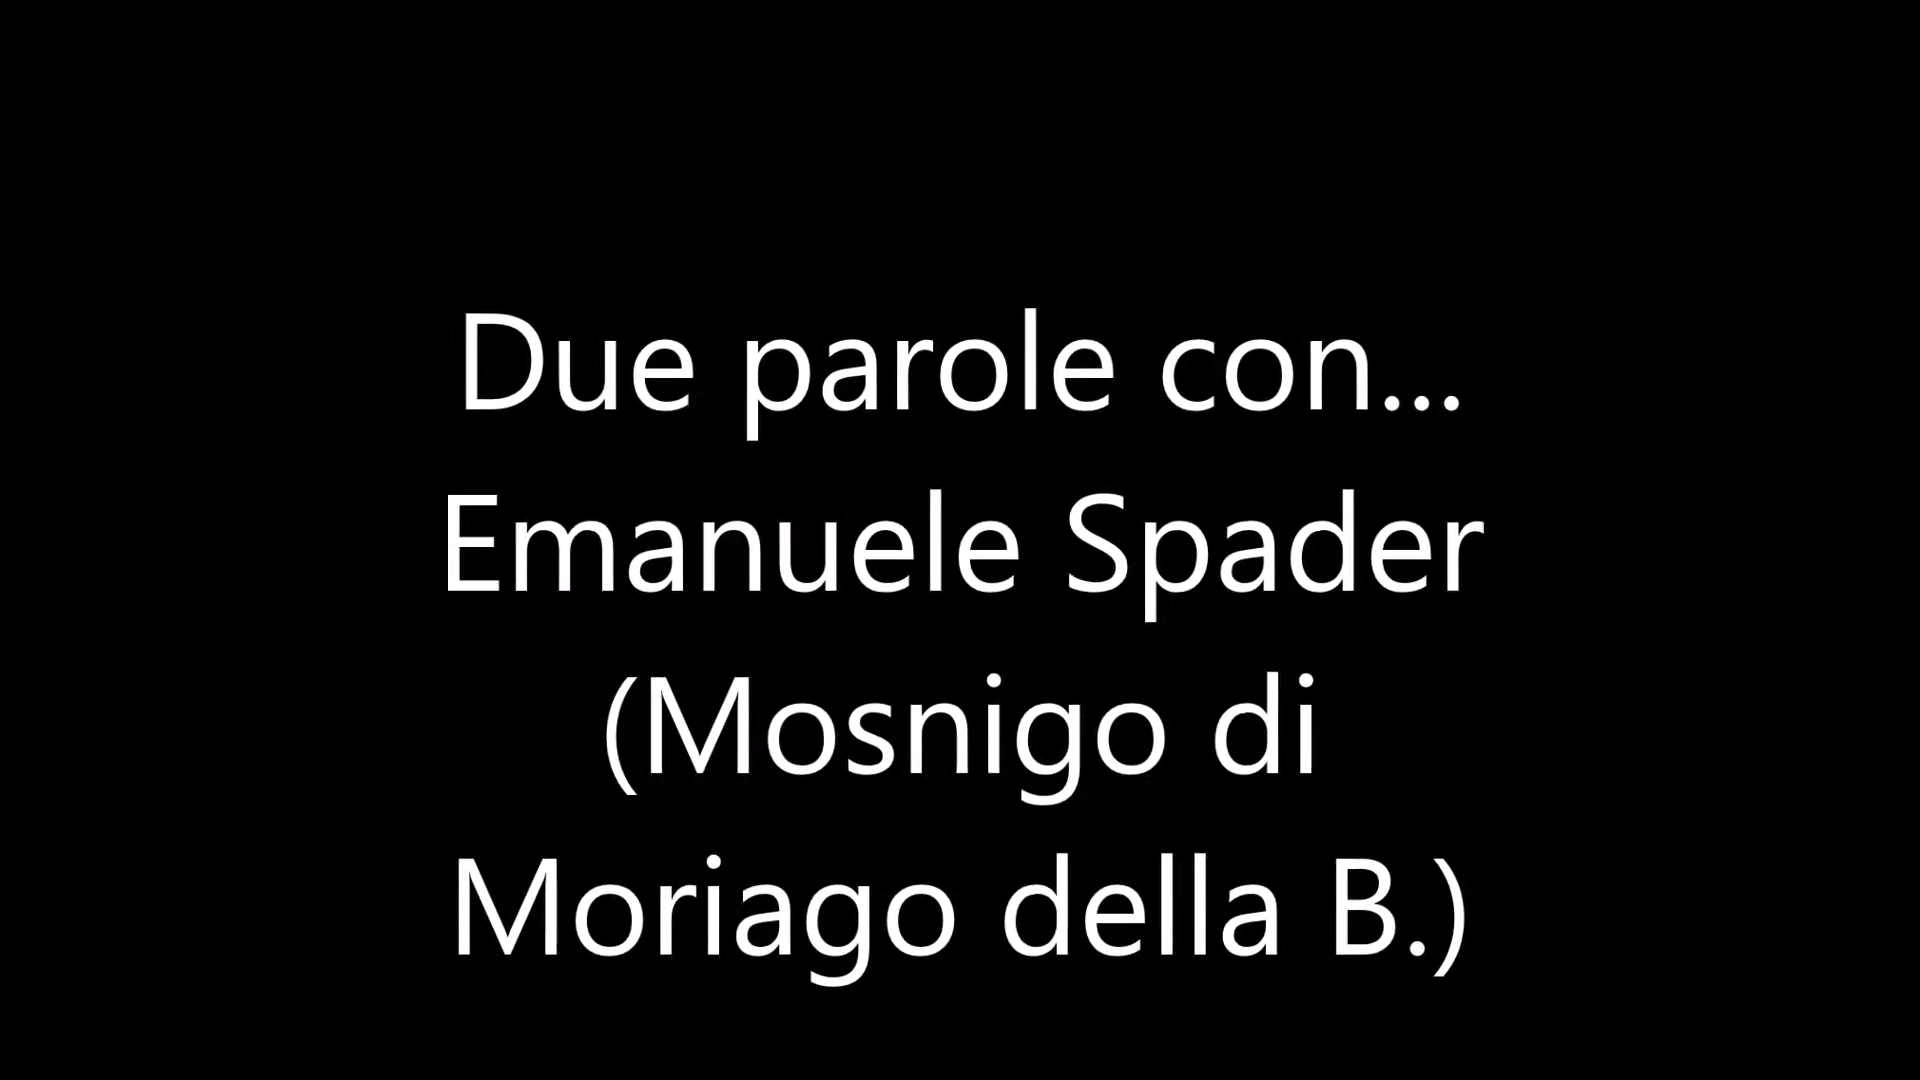 Due parole con...
Emanuele Spader
(Mosnigo di
Moriago della B.)